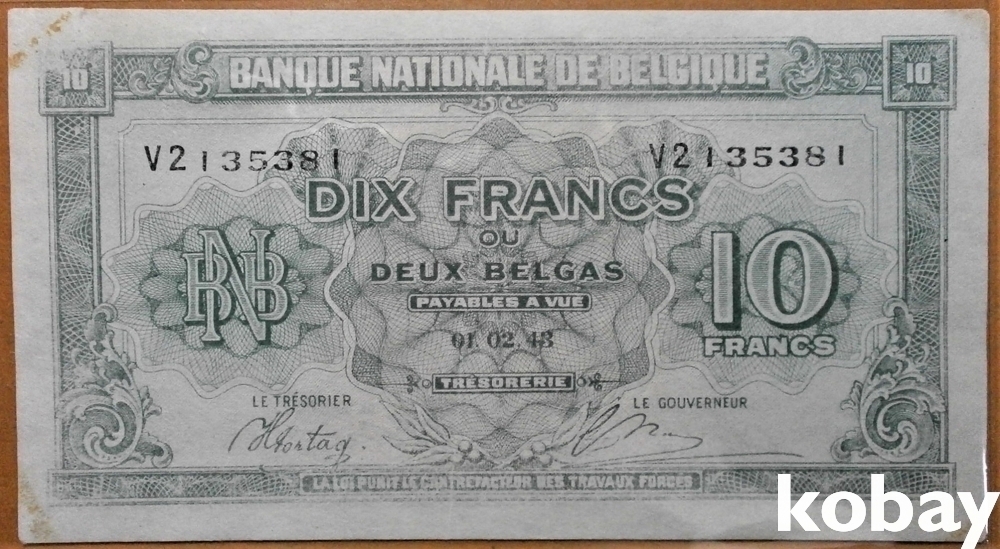 10 BANQUE NATIONALE DE BELGIQUE 10
V2135381 V2135381
DIX FRANCS
OU
DEUX BELGAS
PAYABLES A VUE
BNB
10
FRANCS
01.02.43
TRÉSORERIE
LE TRÉSORIER LE GOUVERNEUR
LA LOI PUNIT LE CONTREFACTEUR DES TRAVAUX FORCÉS
kobay